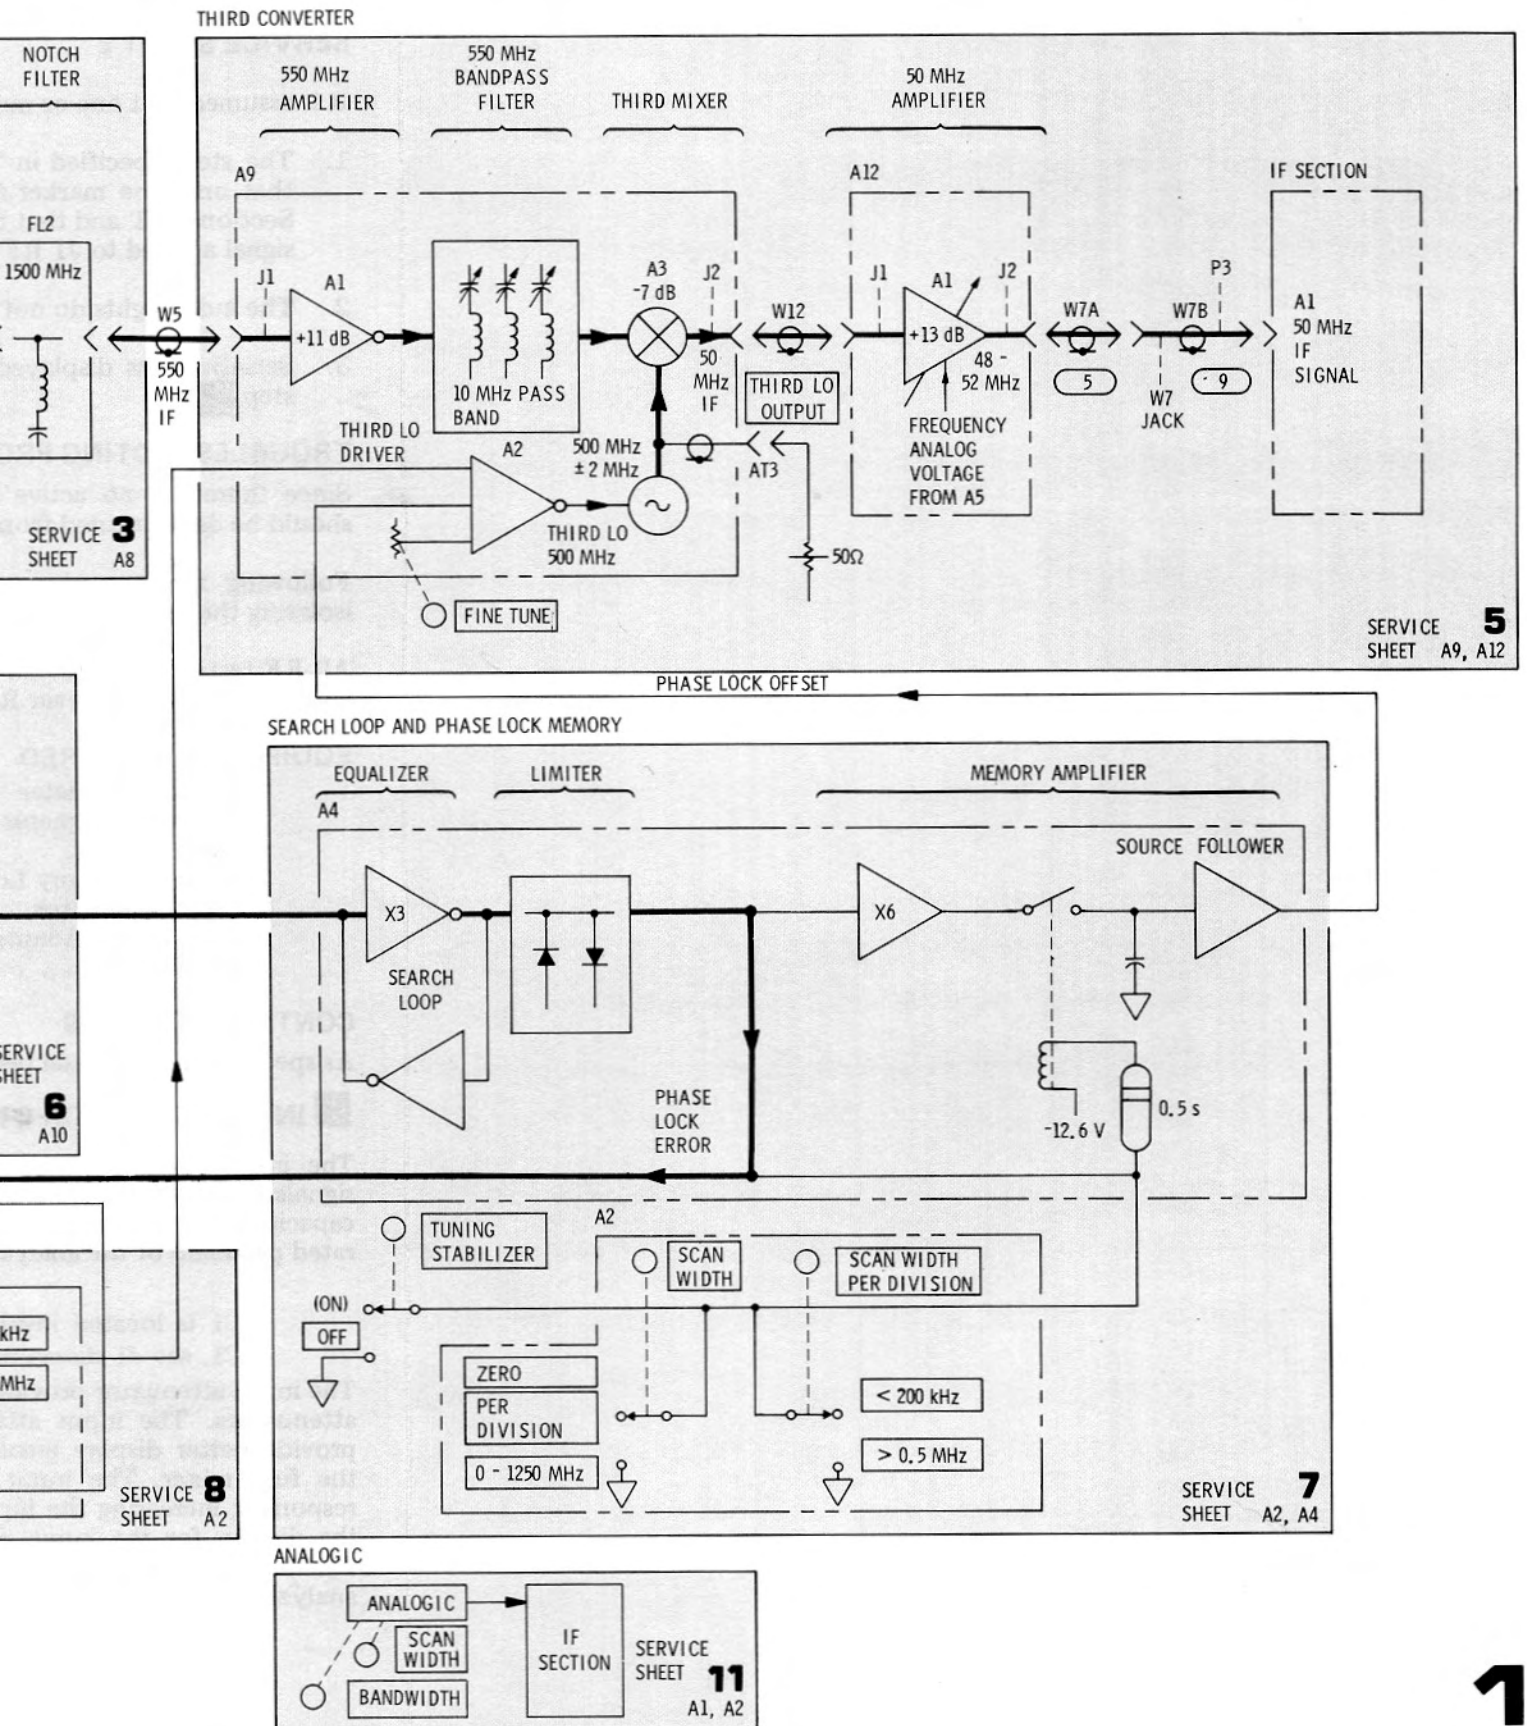 THIRD CONVERTER
NOTCH
FILTER
550 MHz
AMPLIFIER
550 MHz
BANDPASS
FILTER
THIRD MIXER
50 MHz
AMPLIFIER
A9
A12
IF SECTION
FL2
1500 MHz
W5
550
MHz
IF
J1
A1
+11 dB
10 MHz PASS
BAND
A3
-7 dB
J2
50
MHz
IF
W12
THIRD LO
OUTPUT
J1
A1
J2
+13 dB
48 -
52 MHz
FREQUENCY
ANALOG
VOLTAGE
FROM A5
W7A
5
W7B
P3
9
W7
JACK
A1
50 MHz
IF
SIGNAL
THIRD LO
DRIVER
A2
500 MHz
± 2 MHz
AT3
THIRD LO
500 MHz
50Ω
FINE TUNE
SERVICE 3
SHEET A8
SERVICE 5
SHEET A9, A12
PHASE LOCK OFFSET
SEARCH LOOP AND PHASE LOCK MEMORY
EQUALIZER
LIMITER
MEMORY AMPLIFIER
A4
SOURCE FOLLOWER
X3
X6
SEARCH
LOOP
PHASE
LOCK
ERROR
-12.6 V
0.5 s
SERVICE
SHEET
6
A10
TUNING
STABILIZER
A2
SCAN
WIDTH
SCAN WIDTH
PER DIVISION
(ON)
OFF
kHz
MHz
ZERO
PER
DIVISION
0 - 1250 MHz
< 200 kHz
> 0.5 MHz
SERVICE 8
SHEET A2
SERVICE 7
SHEET A2, A4
ANALOGIC
ANALOGIC
SCAN
WIDTH
BANDWIDTH
IF
SECTION
SERVICE
SHEET 11
A1, A2
1